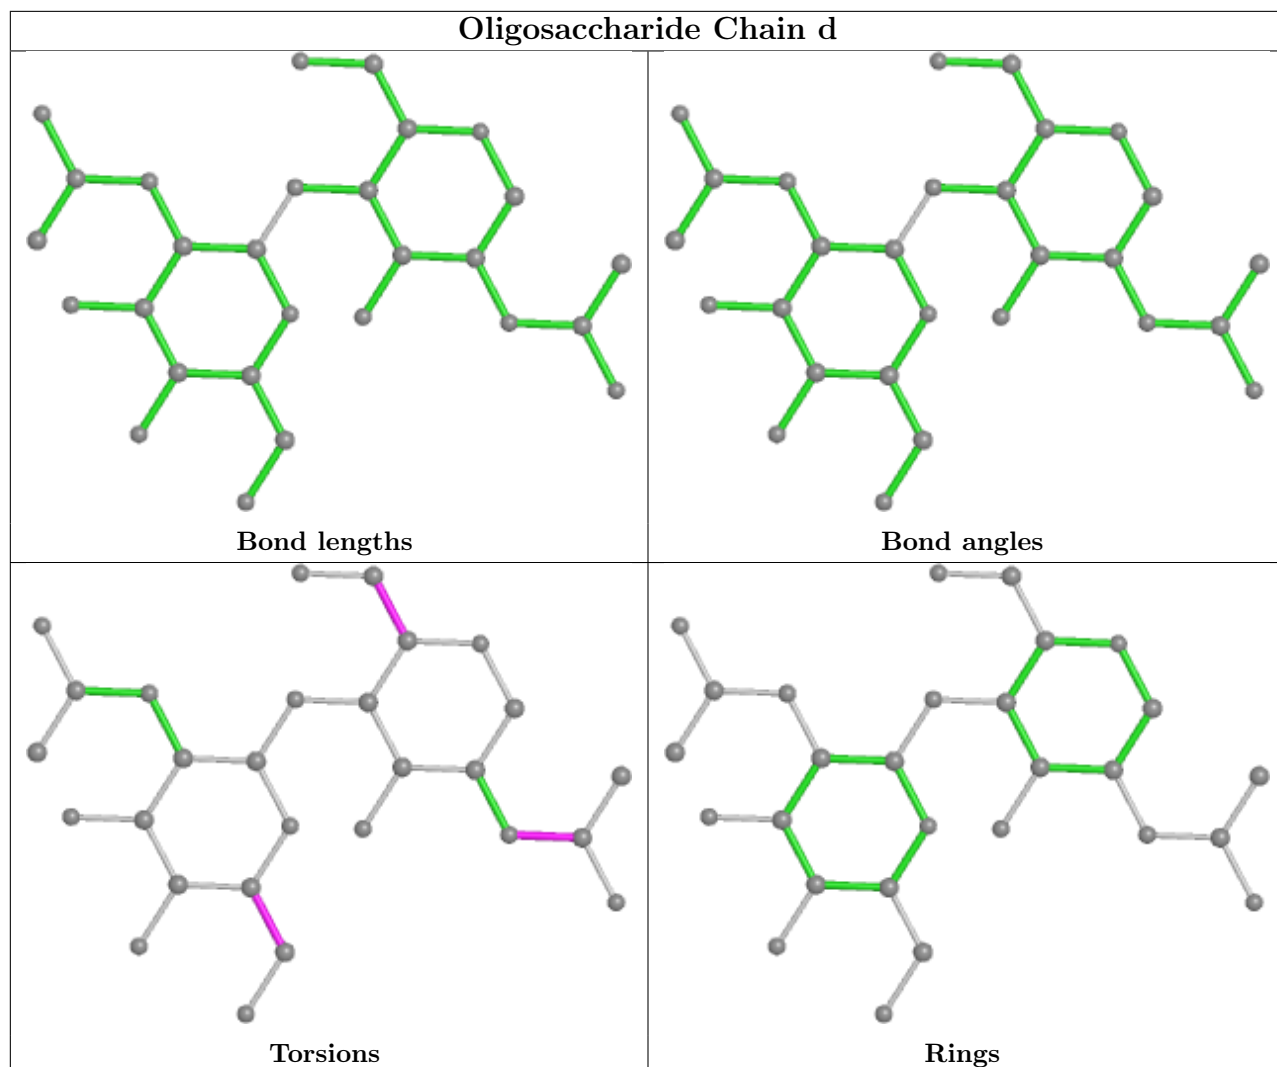 Oligosaccharide Chain d
Bond lengths
Bond angles
Torsions
Rings